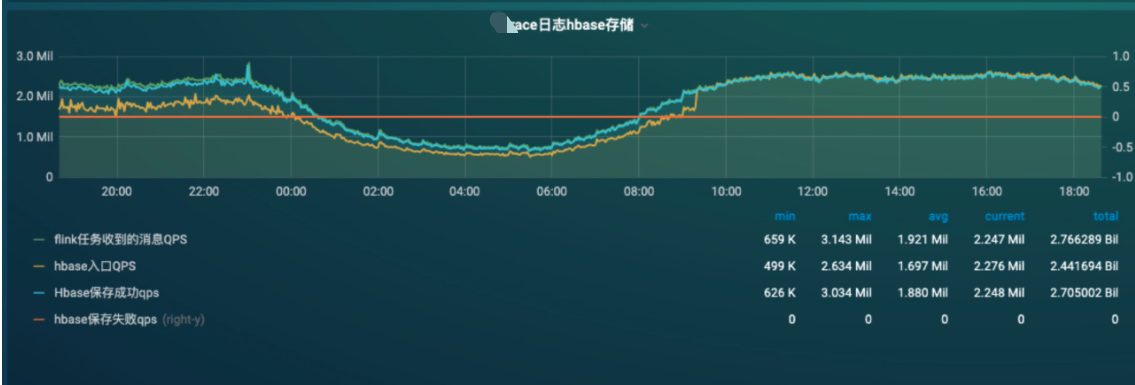 race日志hbase存储
3.0 Mil 1.0
2.0 Mil 0.5
0
1.0 Mil -0.5
0 -1.0
20:00 22:00 00:00 02:00 04:00 06:00 08:00 10:00 12:00 14:00 16:00 18:00
min max avg current total
flink任务收到的消息QPS 659 K 3.143 Mil 1.921 Mil 2.247 Mil 2.766289 Bil
hbase入口QPS 499 K 2.634 Mil 1.697 Mil 2.276 Mil 2.441694 Bil
Hbase保存成功qps 626 K 3.034 Mil 1.880 Mil 2.248 Mil 2.705002 Bil
hbase保存失败qps (right-y) 0 0 0 0 0